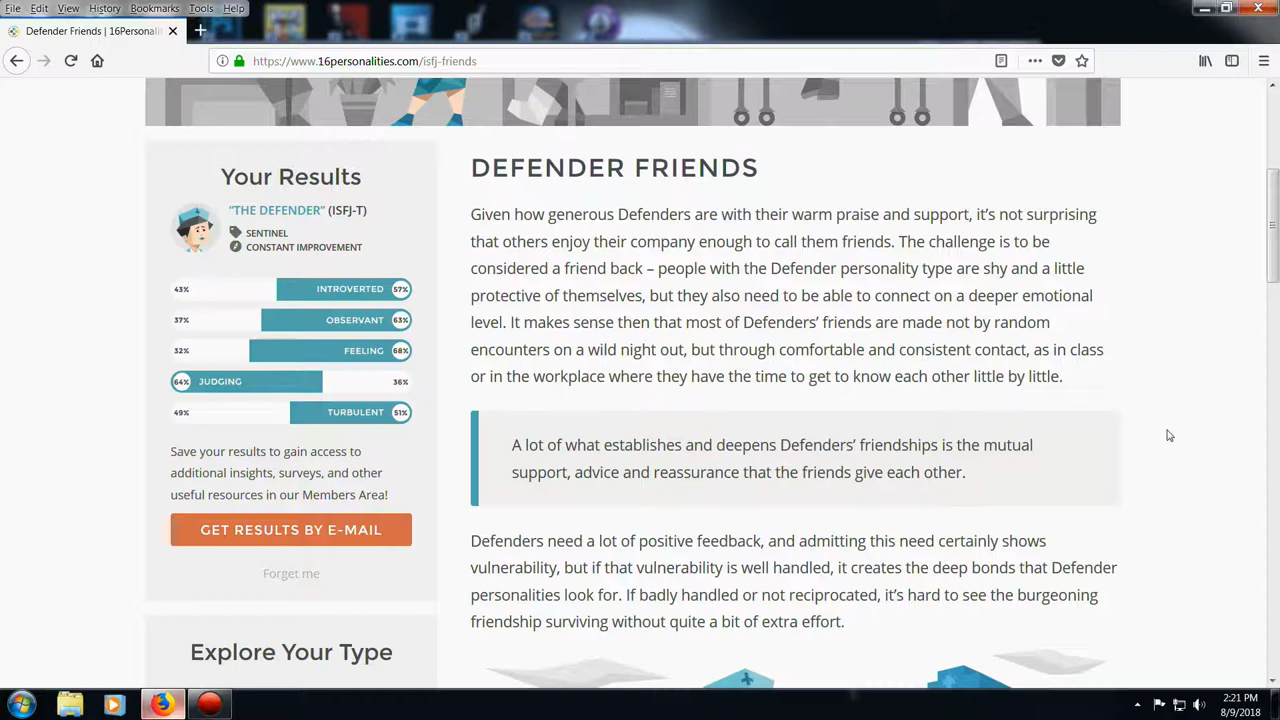 File Edit View History Bookmarks Tools Help
Defender Friends | 16Personali
https://www.16personalities.com/isfj-friends
Your Results
"THE DEFENDER" (ISFJ-T)
SENTINEL
CONSTANT IMPROVEMENT
43% INTROVERTED 57%
37% OBSERVANT 63%
32% FEELING 68%
64% JUDGING 36%
49% TURBULENT 51%
Save your results to gain access to
additional insights, surveys, and other
useful resources in our Members Area!
GET RESULTS BY E-MAIL
Forget me
Explore Your Type
DEFENDER FRIENDS
Given how generous Defenders are with their warm praise and support, it's not surprising
that others enjoy their company enough to call them friends. The challenge is to be
considered a friend back – people with the Defender personality type are shy and a little
protective of themselves, but they also need to be able to connect on a deeper emotional
level. It makes sense then that most of Defenders' friends are made not by random
encounters on a wild night out, but through comfortable and consistent contact, as in class
or in the workplace where they have the time to get to know each other little by little.
A lot of what establishes and deepens Defenders' friendships is the mutual
support, advice and reassurance that the friends give each other.
Defenders need a lot of positive feedback, and admitting this need certainly shows
vulnerability, but if that vulnerability is well handled, it creates the deep bonds that Defender
personalities look for. If badly handled or not reciprocated, it's hard to see the burgeoning
friendship surviving without quite a bit of extra effort.
2:21 PM
8/9/2018